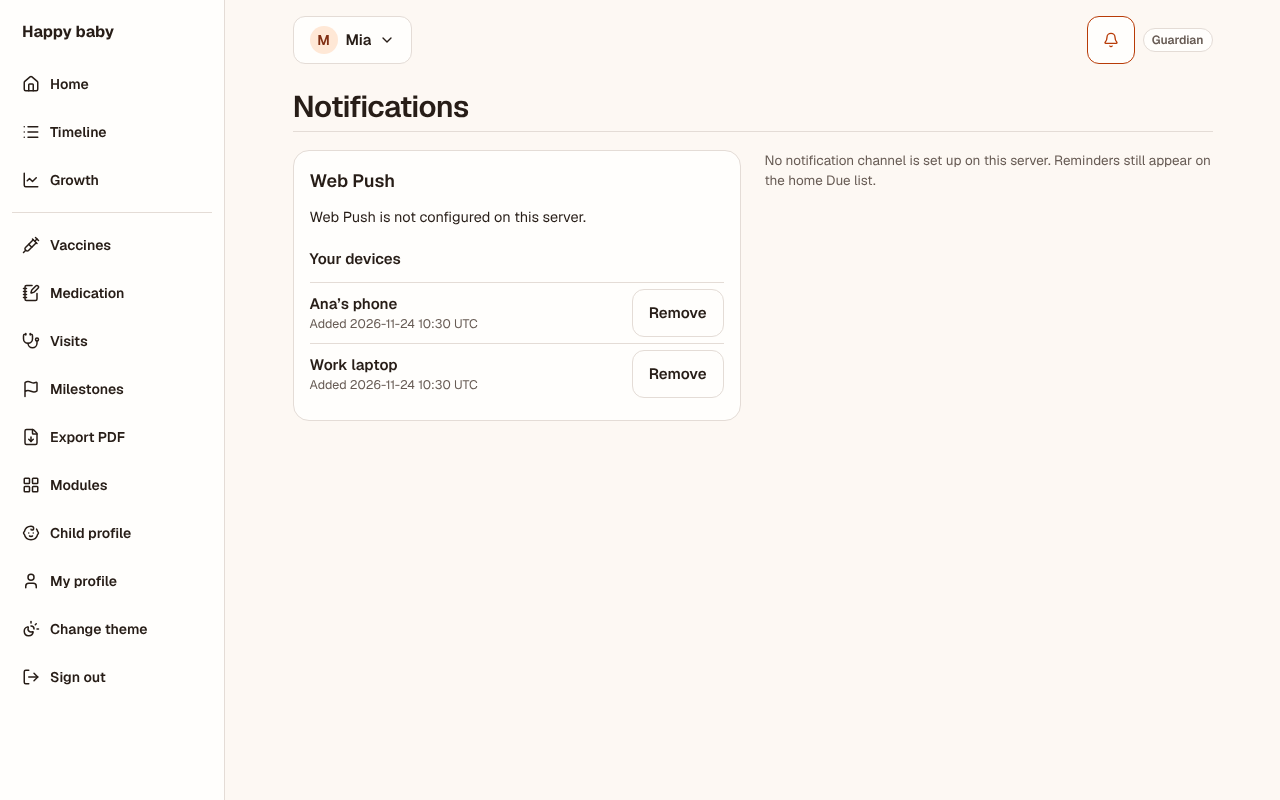 Happy baby
Home
Timeline
Growth
Vaccines
Medication
Visits
Milestones
Export PDF
Modules
Child profile
My profile
Change theme
Sign out
M Mia
Guardian
Notifications
Web Push
Web Push is not configured on this server.
Your devices
Ana's phone
Added 2026-11-24 10:30 UTC
Remove
Work laptop
Added 2026-11-24 10:30 UTC
Remove
No notification channel is set up on this server. Reminders still appear on
the home Due list.